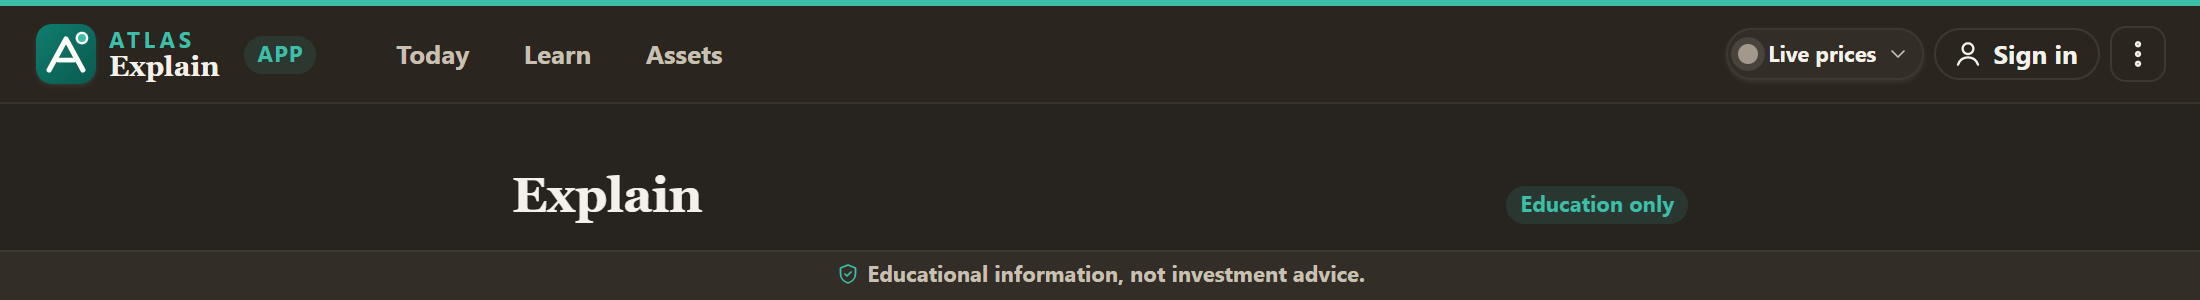 ATLAS
Explain
APP
Today
Learn
Assets
Live prices
Sign in
Explain
Education only
Educational information, not investment advice.